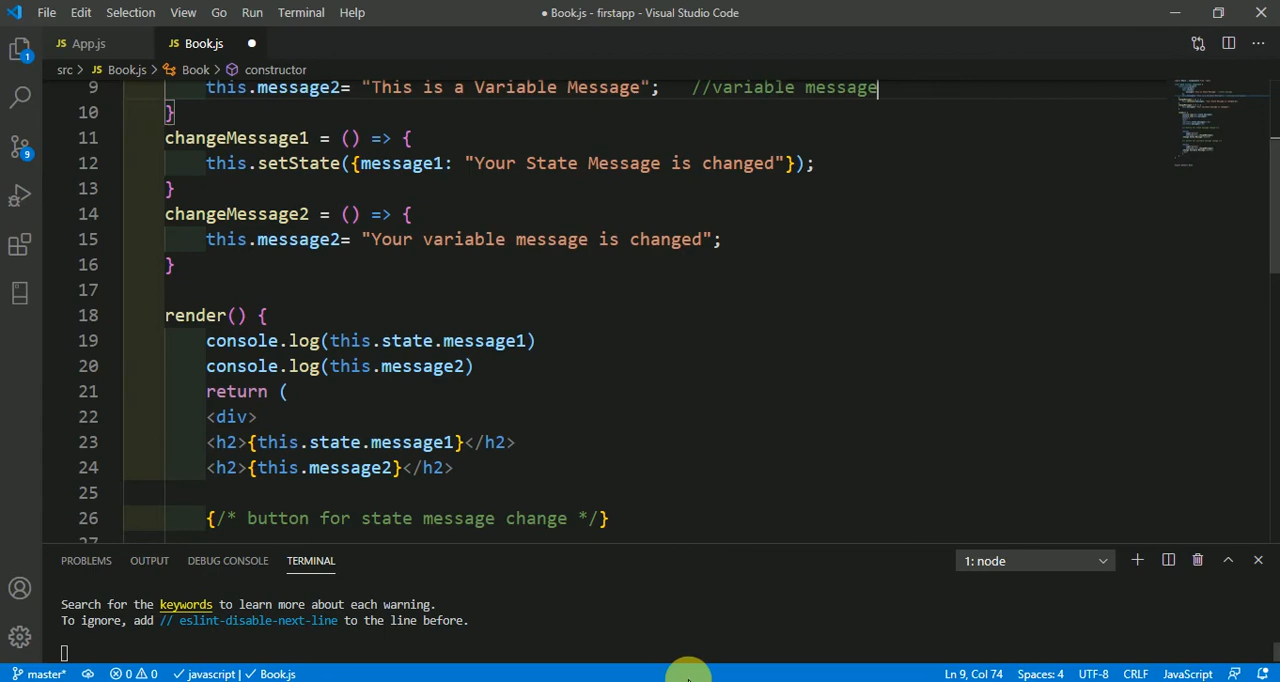 File Edit Selection View Go Run Terminal Help
● Book.js - firstapp - Visual Studio Code
JS App.js
JS Book.js ●
src > JS Book.js > Book > constructor
1
9
9 this.message2= "This is a Variable Message"; //variable message
10 }
11 changeMessage1 = () => {
12 this.setState({message1: "Your State Message is changed"});
13 }
14 changeMessage2 = () => {
15 this.message2= "Your variable message is changed";
16 }
17
18 render() {
19 console.log(this.state.message1)
20 console.log(this.message2)
21 return (
22 <div>
23 <h2>{this.state.message1}</h2>
24 <h2>{this.message2}</h2>
25
26 {/* button for state message change */}
27
PROBLEMS OUTPUT DEBUG CONSOLE TERMINAL
1: node
Search for the keywords to learn more about each warning.
To ignore, add // eslint-disable-next-line to the line before.
master* 0 0 javascript | Book.js Ln 9, Col 74 Spaces: 4 UTF-8 CRLF JavaScript